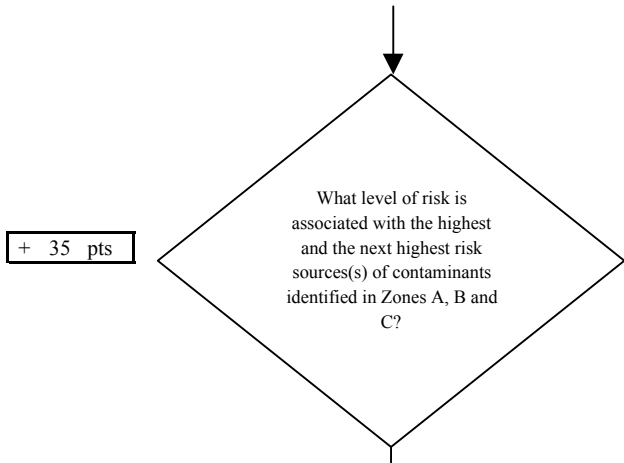 What level of risk is
associated with the highest
and the next highest risk
sources(s) of contaminants
identified in Zones A, B and
C?
+ 35 pts